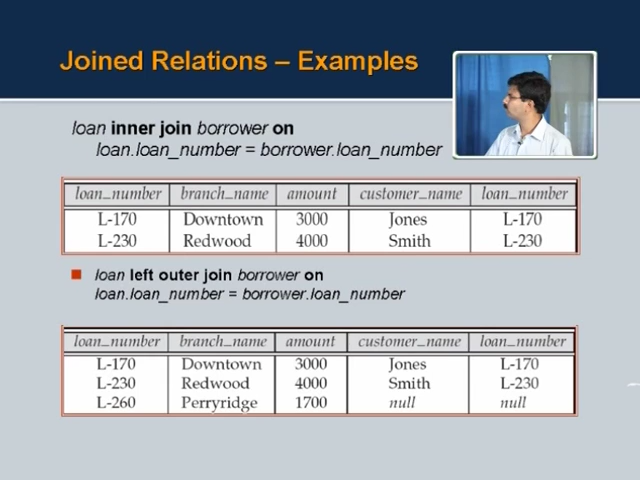 Joined Relations – Examples
loan inner join borrower on
loan.loan_number = borrower.loan_number
loan_number branch_name amount customer_name loan_number
L-170 Downtown 3000 Jones L-170
L-230 Redwood 4000 Smith L-230
loan left outer join borrower on
loan.loan_number = borrower.loan_number
loan_number branch_name amount customer_name loan_number
L-170 Downtown 3000 Jones L-170
L-230 Redwood 4000 Smith L-230
L-260 Perryridge 1700 null null